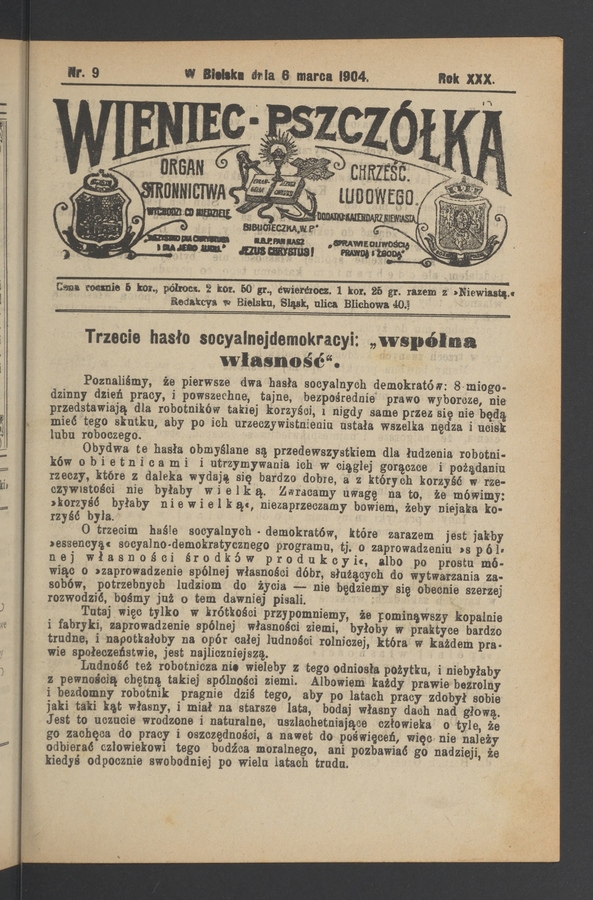 Nr. 9 W Bielsku dnia 6 marca 1904. Rok XXX.
WIENIEC-PSZCZÓŁKA
ORGAN CHRZEŚC.
STRONNICTWA LUDOWEGO.
WYCHODZI CO NIEDZIELĘ DODATKI: KALENDARZ, NIEWIASTA,
BIBLIOTECZKA „W.P"
"WSZYSTKO DLA CHRYSTUSA N.B.P. PAN NASZ „SPRAWIEDLIWOŚCIĄ
I DLA JEGO LUDU." JEZUS CHRYSTUS! PRAWDĄ I ZGODĄ"
Cena rocznie 5 kor., półrocz. 2 kor. 50 gr., ćwierćrocz. 1 kor. 25 gr. razem z »Niewiastą.«
Redakcya w Bielsku, Śląsk, ulica Blichowa 40.
Trzecie hasło socyalnejdemokracyi: „wspólna
własność“.
Poznaliśmy, że pierwsze dwa hasła socyalnych demokratów: 8-miogo-
dzinny dzień pracy, i powszechne, tajne, bezpośrednie prawo wyborcze, nie
przedstawiają dla robotników takiej korzyści, i nigdy same przez się nie będą
mieć tego skutku, aby po ich urzeczywistnieniu ustała wszelka nędza i ucisk
lubu roboczego.
Obydwa te hasła obmyślane są przedewszystkiem dla łudzenia robotni-
ków obietnicami i utrzymywania ich w ciągłej gorączce i pożądaniu
rzeczy, które z daleka wydają się bardzo dobre, a z których korzyść w rze-
czywistości nie byłaby wielką. Zwracamy uwagę na to, że mówimy:
»korzyść byłaby niewielką«, niezaprzeczamy bowiem, żeby niejaka ko-
rzyść była.
O trzecim haśle socyalnych-demokratów, które zarazem jest jakby
»essencyą« socyalno-demokratycznego programu, tj. o zaprowadzeniu »spól-
nej własności środków produkcyi«, albo po prostu mó-
wiąc o »zaprowadzenie spólnej własności dóbr, służących do wytwarzania za-
sobów, potrzebnych ludziom do życia — nie będziemy się obecnie szerzej
rozwodzić, bośmy już o tem dawniej pisali.
Tutaj więc tylko w krótkości przypomniemy, że pominąwszy kopalnie
i fabryki, zaprowadzenie spólnej własności ziemi, byłoby w praktyce bardzo
trudne, i napotkałoby na opór całej ludności rolniczej, która w każdem pra-
wie społeczeństwie, jest najliczniejszą.
Ludność też robotnicza nie wieleby z tego odniosła pożytku, i niebyłaby
z pewnością chętną takiej spólności ziemi. Albowiem każdy prawie bezrolny
i bezdomny robotnik pragnie dziś tego, aby po latach pracy zdobył sobie
jaki taki kąt własny, i miał na starsze lata, bodaj własny dach nad głową.
Jest to uczucie wrodzone i naturalne, uszlachetniające człowieka o tyle, że
go zachęca do pracy i oszczędności, a nawet do poświęceń, więc nie należy
odbierać człowiekowi tego bodźca moralnego, ani pozbawiać go nadzieji, że
kiedyś odpocznie swobodniej po wielu latach trudu.